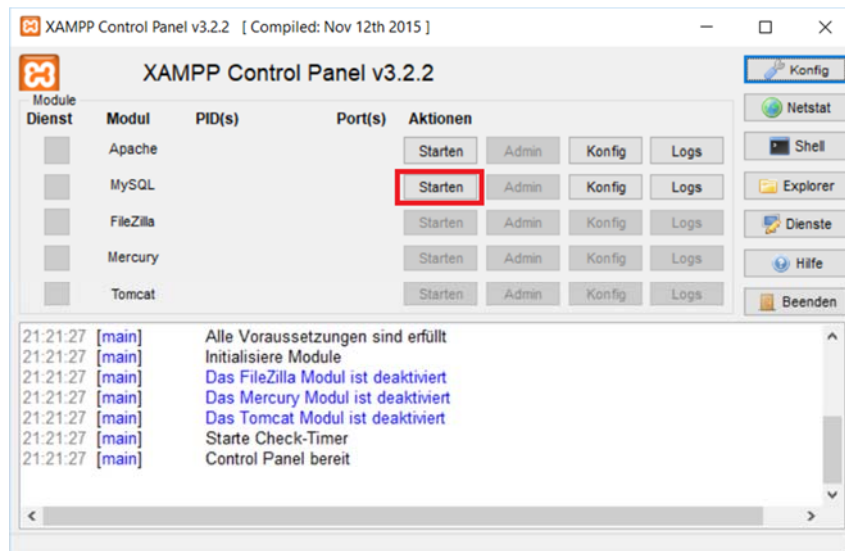 XAMPP Control Panel v3.2.2 [ Compiled: Nov 12th 2015 ]
XAMPP Control Panel v3.2.2
Konfig
Module
Dienst Modul PID(s) Port(s) Aktionen
Netstat
Apache Starten Admin Konfig Logs
Shell
MySQL Starten Admin Konfig Logs
Explorer
FileZilla Starten Admin Konfig Logs
Dienste
Mercury Starten Admin Konfig Logs
Hilfe
Tomcat Starten Admin Konfig Logs
Beenden
21:21:27 [main] Alle Voraussetzungen sind erfüllt
21:21:27 [main] Initialisiere Module
21:21:27 [main] Das FileZilla Modul ist deaktiviert
21:21:27 [main] Das Mercury Modul ist deaktiviert
21:21:27 [main] Das Tomcat Modul ist deaktiviert
21:21:27 [main] Starte Check-Timer
21:21:27 [main] Control Panel bereit